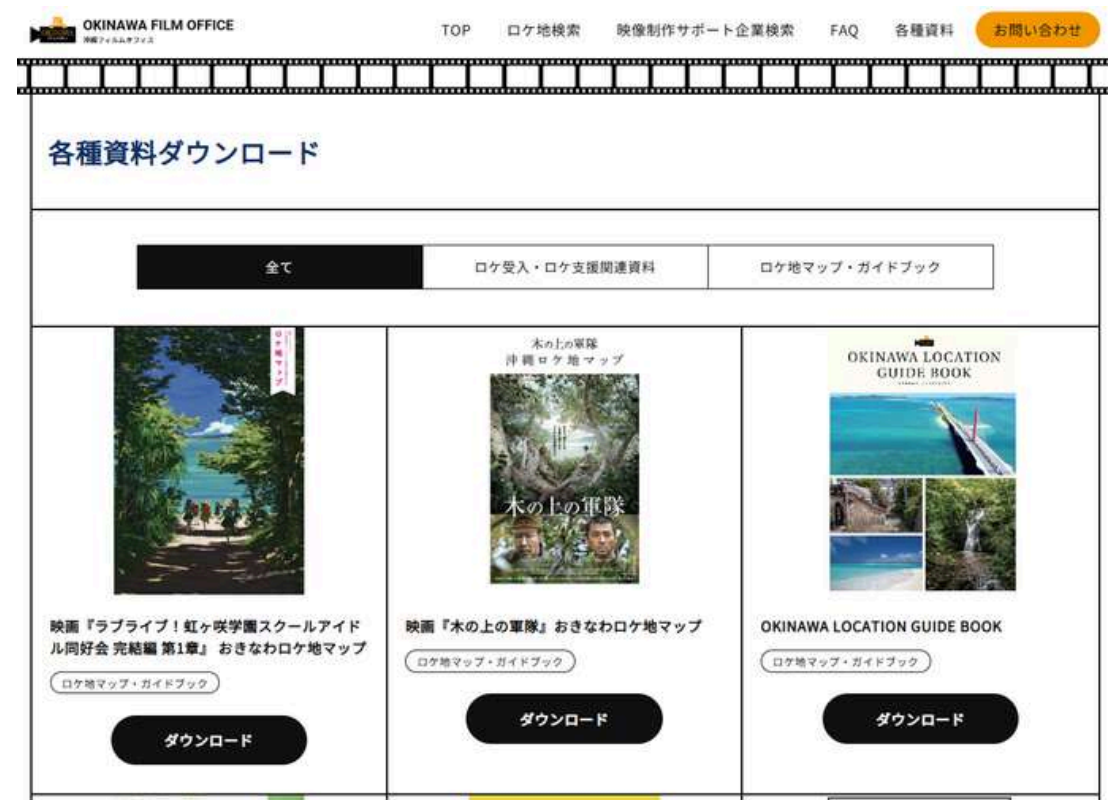 OKINAWA FILM OFFICE
沖縄フィルムオフィス
TOP ロケ地検索 映像制作サポート企業検索 FAQ 各種資料 お問い合わせ
各種資料ダウンロード
全て ロケ受入・ロケ支援関連資料 ロケ地マップ・ガイドブック
ロケ地マップ
木の上の軍隊
沖縄ロケ地マップ
木の上の軍隊
OKINAWA LOCATION
GUIDE BOOK
映画『ラブライブ！虹ヶ咲学園スクールアイド
ル同好会 完結編 第1章』 おきなわロケ地マップ
ロケ地マップ・ガイドブック
ダウンロード
映画『木の上の軍隊』おきなわロケ地マップ
ロケ地マップ・ガイドブック
ダウンロード
OKINAWA LOCATION GUIDE BOOK
ロケ地マップ・ガイドブック
ダウンロード